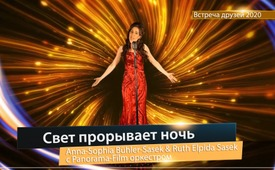 Встреча друзей 2020
Свет прорывает ночь
Anna-Sophia Bühler-Sasek & Ruth Elpida Sasek
с Panorama-Film оркестром